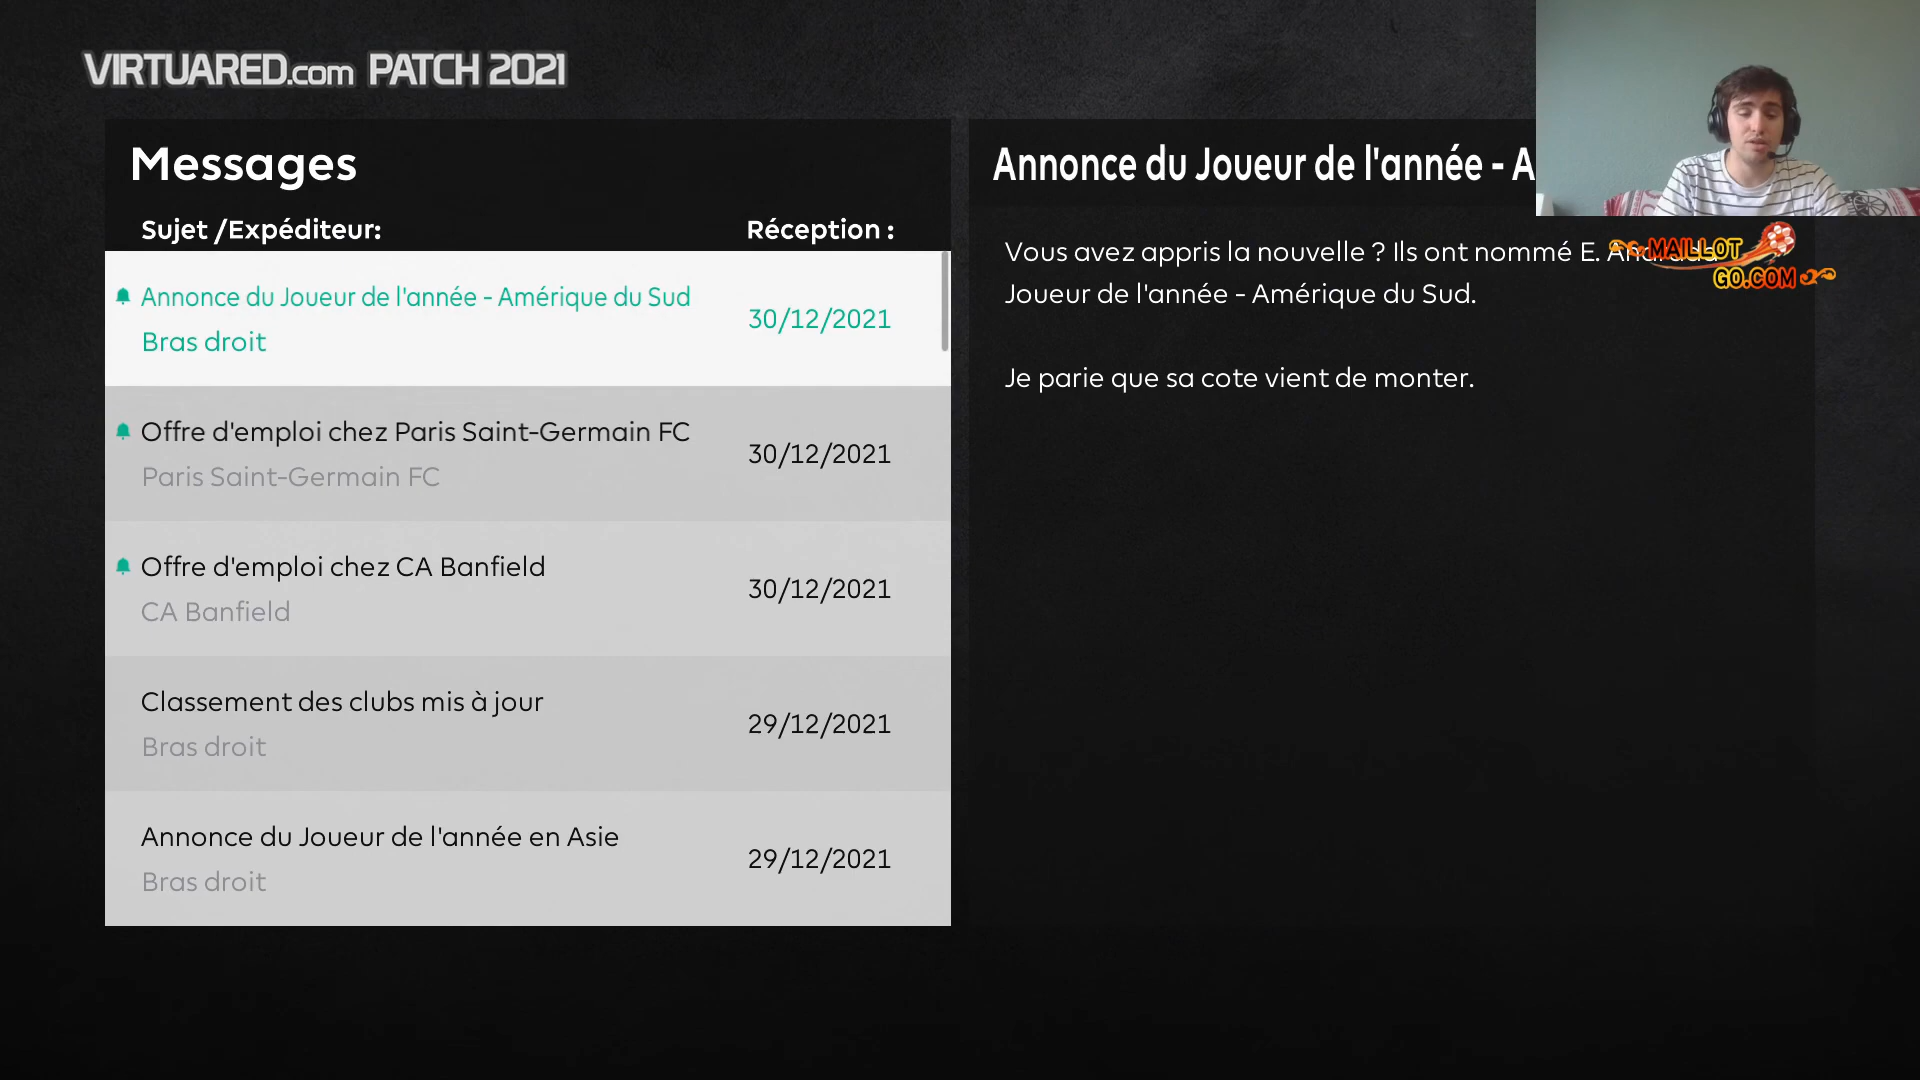 VIRTUARED.com PATCH 2021
Messages
Sujet /Expéditeur:
Réception :
Annonce du Joueur de l'année - Amérique du Sud
Bras droit
30/12/2021
Offre d'emploi chez Paris Saint-Germain FC
Paris Saint-Germain FC
30/12/2021
Offre d'emploi chez CA Banfield
CA Banfield
30/12/2021
Classement des clubs mis à jour
Bras droit
29/12/2021
Annonce du Joueur de l'année en Asie
Bras droit
29/12/2021
Annonce du Joueur de l'année - A
Vous avez appris la nouvelle ? Ils ont nommé E.
Joueur de l'année - Amérique du Sud.
Je parie que sa cote vient de monter.
MAILLOT
GO.COM